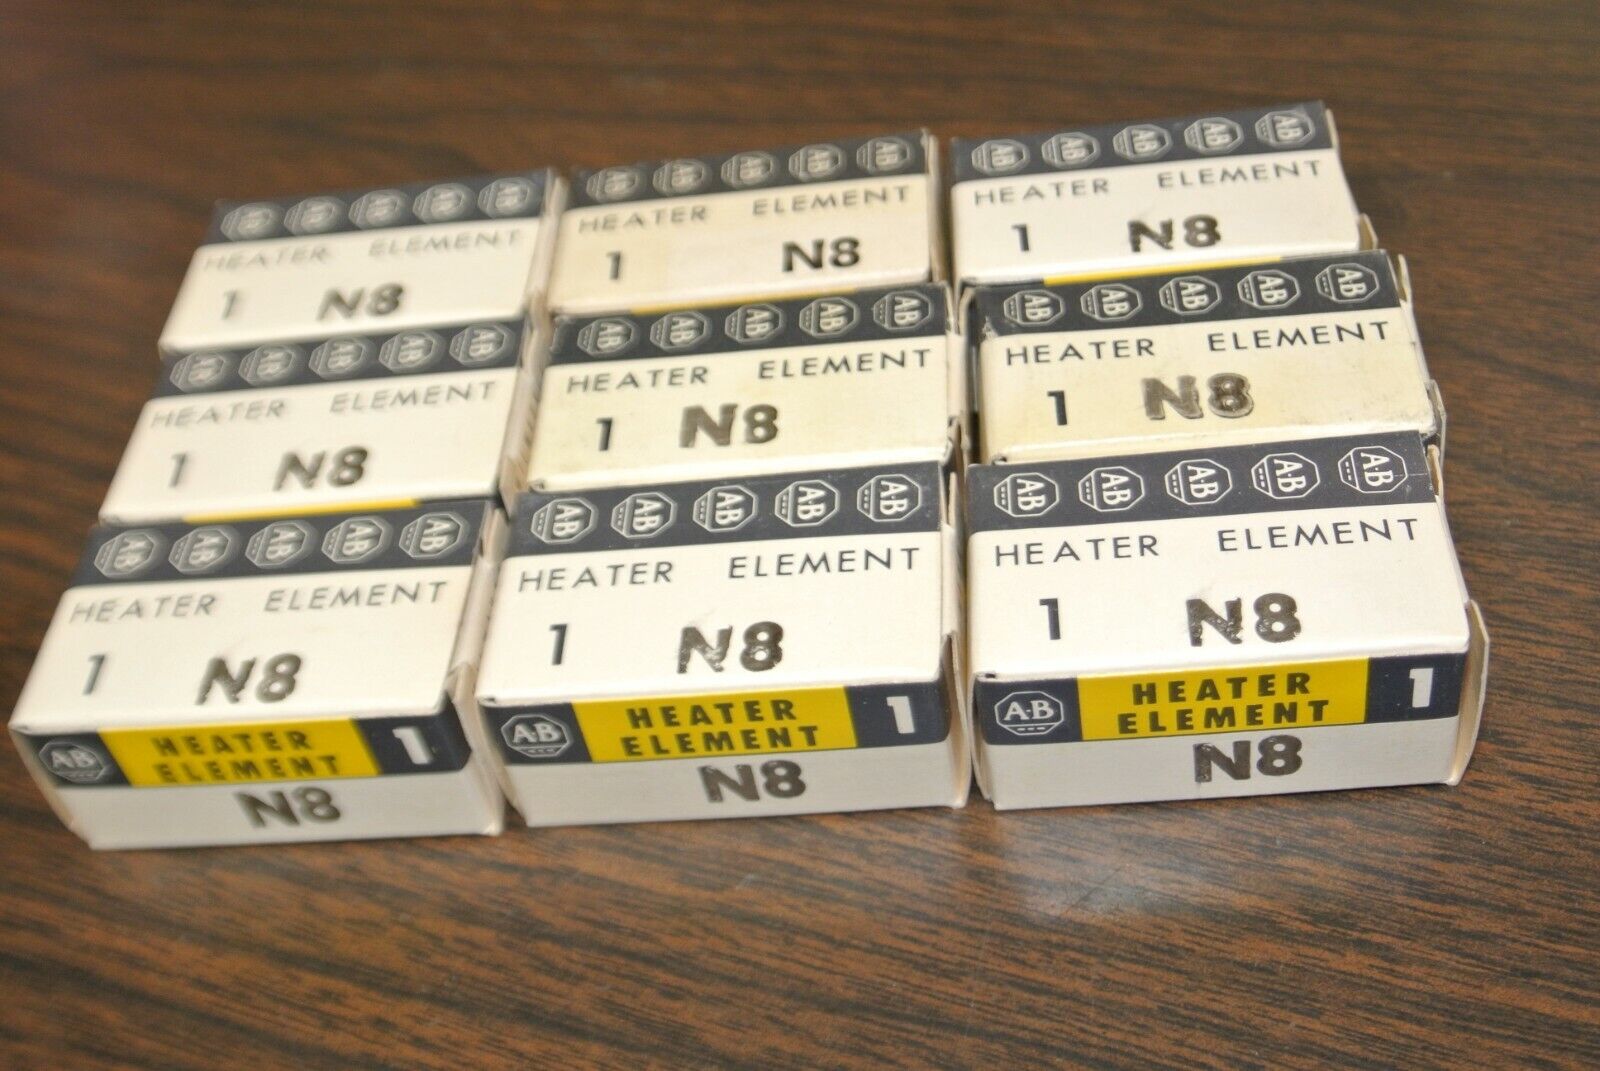 A-B A-B A-B A-B A-B
HEATER ELEMENT
1 N8
A-B A-B A-B A-B A-B
HEATER ELEMENT
1 N8
A-B A-B A-B A-B A-B
HEATER ELEMENT
1 N8
A-B A-B A-B A-B A-B
HEATER ELEMENT
1 N8
A-B A-B A-B A-B A-B
HEATER ELEMENT
1 N8
A-B A-B A-B A-B A-B
HEATER ELEMENT
1 N8
A-B A-B A-B A-B A-B
HEATER ELEMENT
1 N8
A-B HEATER 1
ELEMENT
N8
A-B A-B A-B A-B A-B
HEATER ELEMENT
1 N8
A-B HEATER 1
ELEMENT
N8
A-B A-B A-B A-B A-B
HEATER ELEMENT
1 N8
A-B HEATER 1
ELEMENT
N8